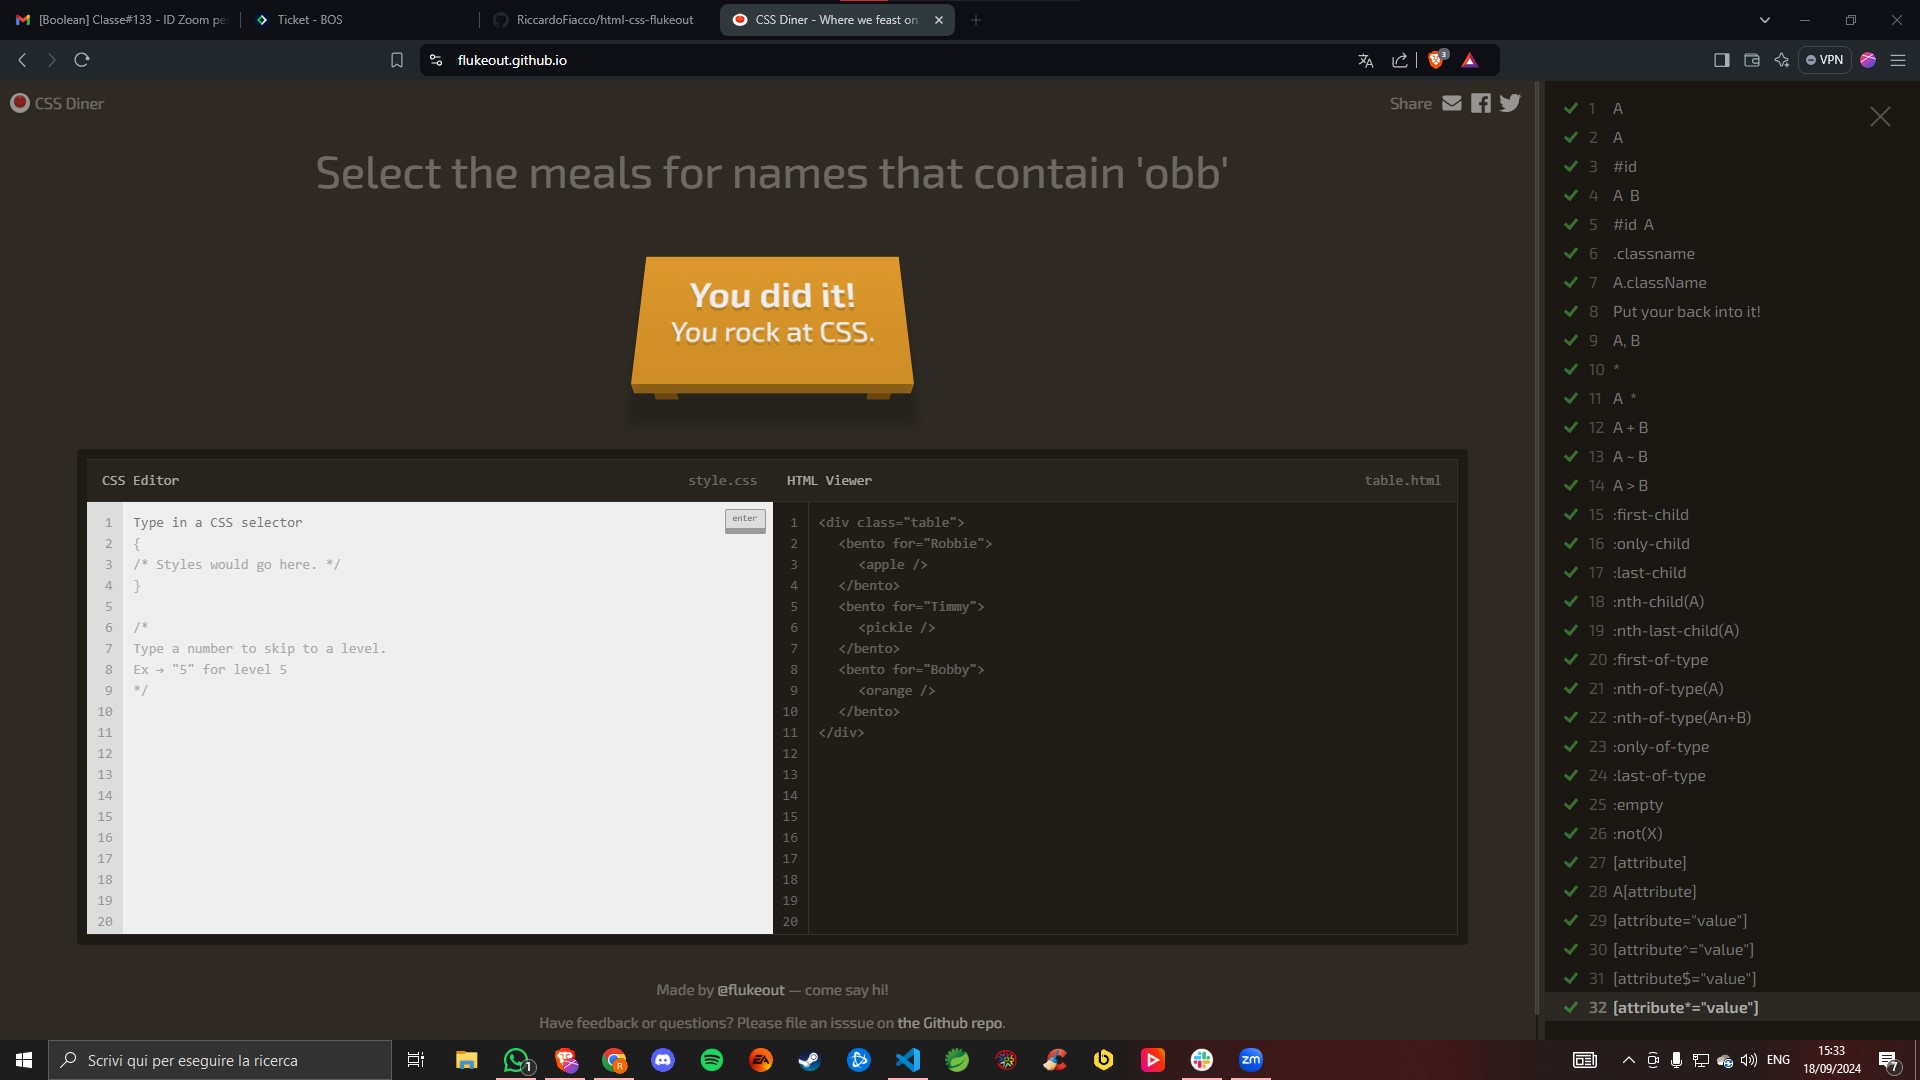 [Boolean] Classe#133 - ID Zoom pe
Ticket - BOS
RiccardoFiacco/html-css-flukeout
CSS Diner - Where we feast on
flukeout.github.io
3
VPN
CSS Diner
Share
Select the meals for names that contain 'obb'
You did it!
You rock at CSS.
CSS Editor
style.css
HTML Viewer
table.html
enter
1 Type in a CSS selector
2 {
3 /* Styles would go here. */
4 }
5
6 /*
7 Type a number to skip to a level.
8 Ex → "5" for level 5
9 */
10
11
12
13
14
15
16
17
18
19
20
1 <div class="table">
2 <bento for="Robbie">
3 <apple />
4 </bento>
5 <bento for="Timmy">
6 <pickle />
7 </bento>
8 <bento for="Bobby">
9 <orange />
10 </bento>
11 </div>
12
13
14
15
16
17
18
19
20
Made by @flukeout — come say hi!
Have feedback or questions? Please file an isssue on the Github repo.
1 A
2 A
3 #id
4 A B
5 #id A
6 .classname
7 A.className
8 Put your back into it!
9 A, B
10 *
11 A *
12 A + B
13 A ~ B
14 A > B
15 :first-child
16 :only-child
17 :last-child
18 :nth-child(A)
19 :nth-last-child(A)
20 :first-of-type
21 :nth-of-type(A)
22 :nth-of-type(An+B)
23 :only-of-type
24 :last-of-type
25 :empty
26 :not(X)
27 [attribute]
28 A[attribute]
29 [attribute="value"]
30 [attribute^="value"]
31 [attribute$="value"]
32 [attribute*="value"]
Scrivi qui per eseguire la ricerca
1
R
EA
zm
ENG
15:33
18/09/2024
7